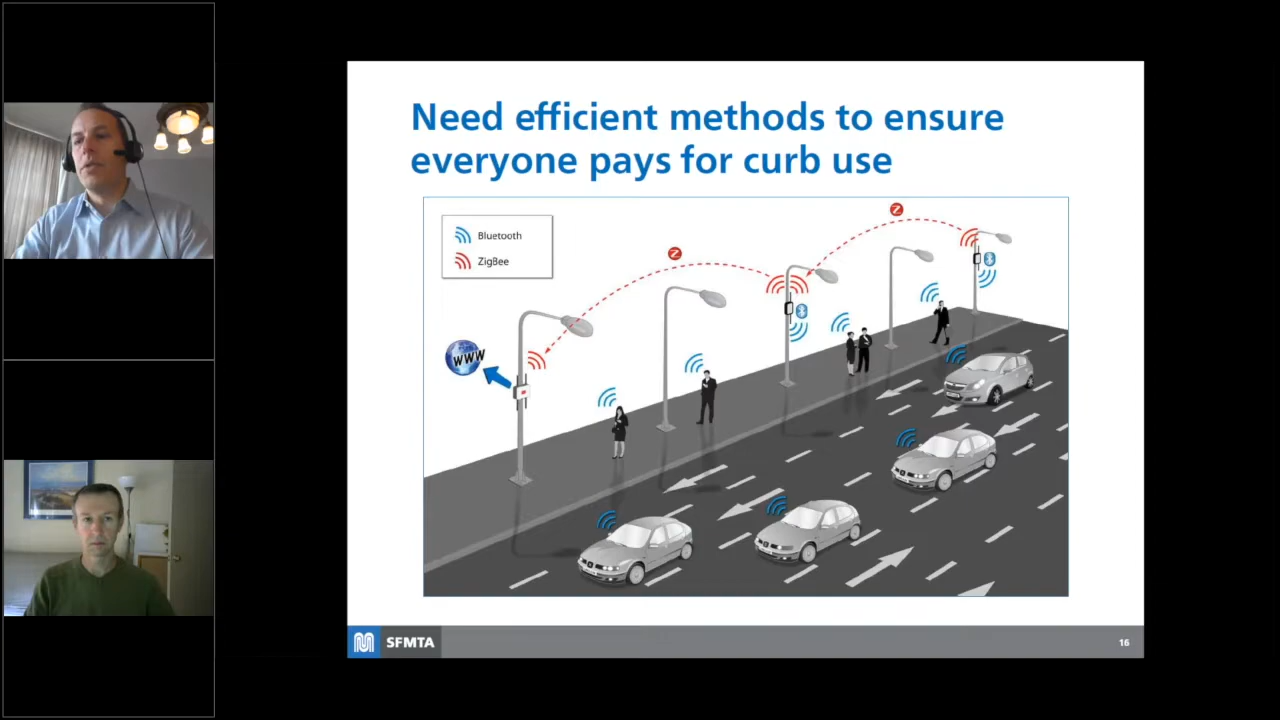 Need efficient methods to ensure
everyone pays for curb use
Bluetooth
ZigBee
Z
Z
WWW
SFMTA
16